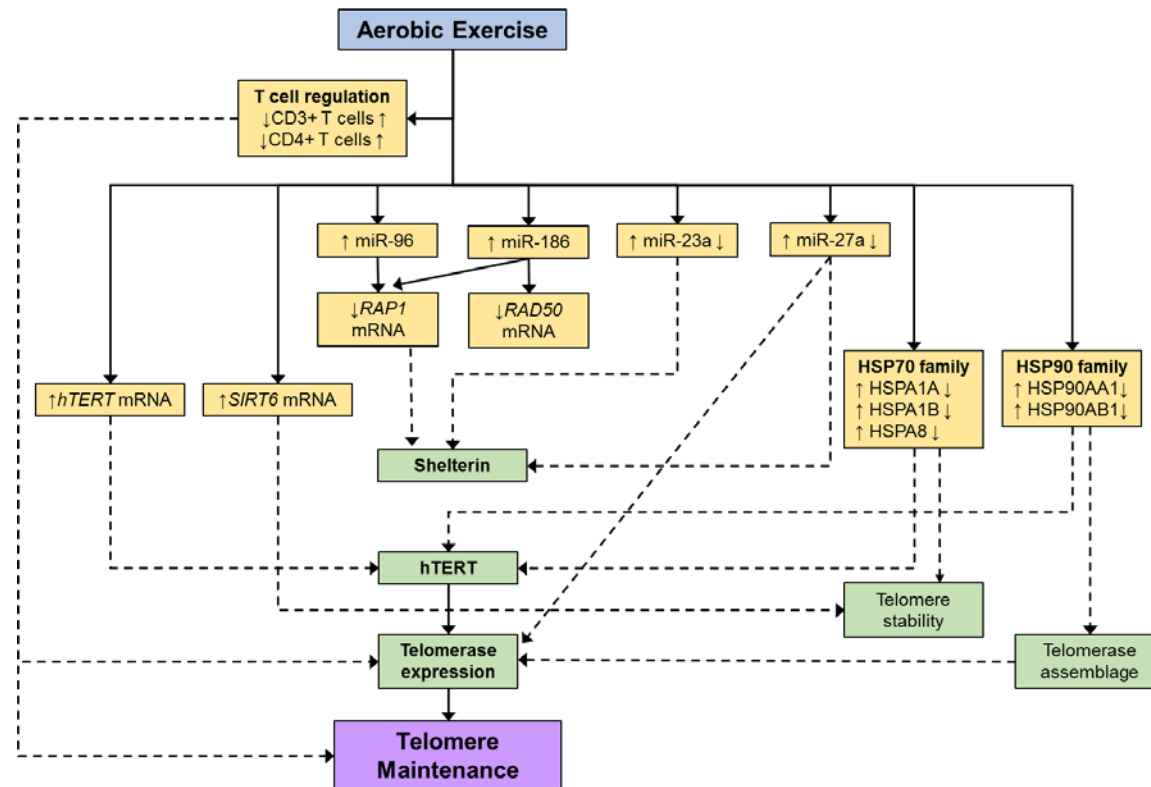 Aerobic Exercise
T cell regulation
↓CD3+ T cells ↑
↓CD4+ T cells ↑
↑ miR-96
↑ miR-186
↑ miR-23a ↓
↑ miR-27a ↓
↓RAP1
mRNA
↓RAD50
mRNA
↑hTERT mRNA
↑SIRT6 mRNA
HSP70 family
↑ HSPA1A ↓
↑ HSPA1B ↓
↑ HSPA8 ↓
HSP90 family
↑ HSP90AA1↓
↑ HSP90AB1↓
Shelterin
hTERT
Telomere
stability
Telomerase
expression
Telomerase
assemblage
Telomere
Maintenance